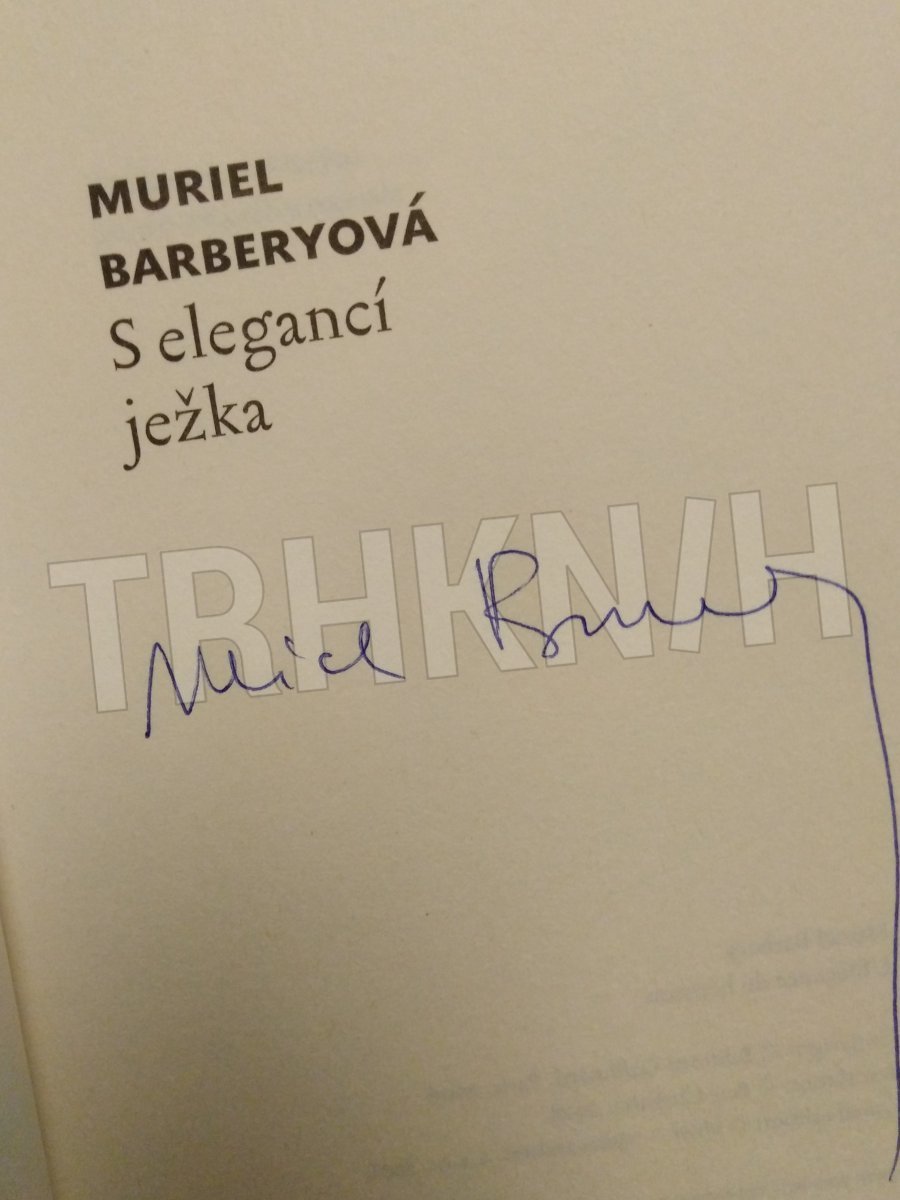 MURIEL
BARBERYOVÁ
S elegancí
ježka
TRHKNIH